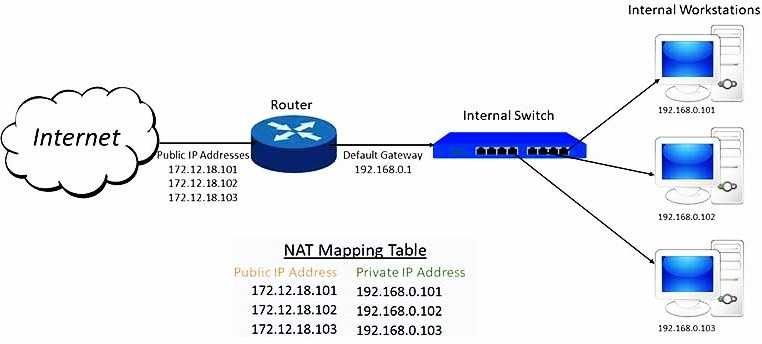 Internal Workstations
Router
Internal Switch
Internet
192.168.0.101
Public IP Addresses
172.12.18.101
172.12.18.102
172.12.18.103
Default Gateway
192.168.0.1
192.168.0.102
NAT Mapping Table
Public IP Address Private IP Address
172.12.18.101 192.168.0.101
172.12.18.102 192.168.0.102
172.12.18.103 192.168.0.103
192.168.0.103